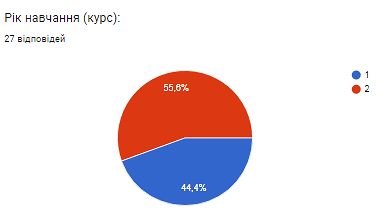 Рік навчання (курс):
27 відповідей
55,6%
44,4%
1
2